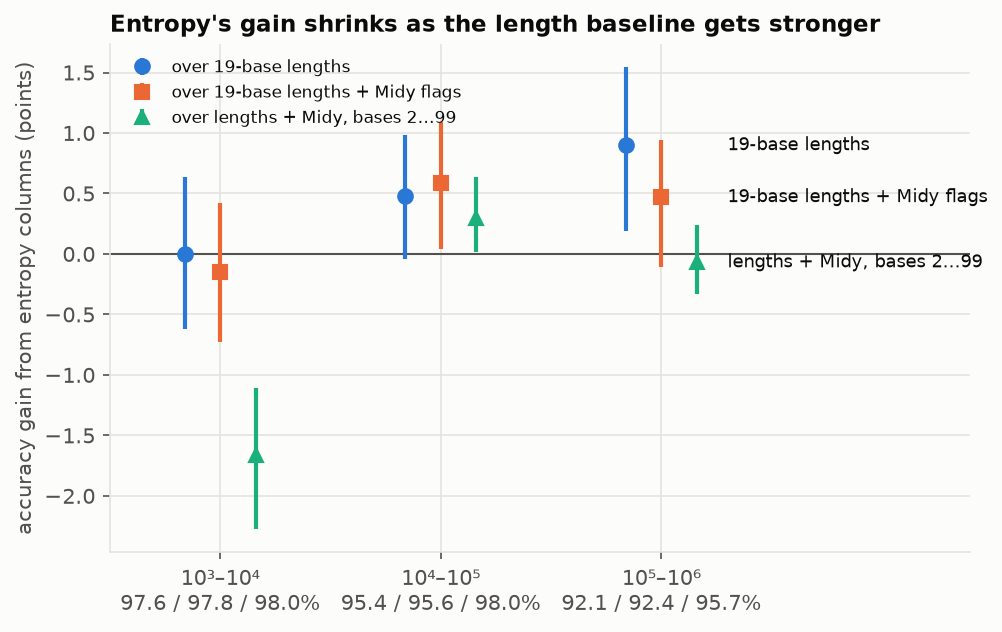 Entropy's gain shrinks as the length baseline gets stronger
accuracy gain from entropy columns (points)
1.5
1.0
0.5
0.0
−0.5
−1.0
−1.5
−2.0
over 19-base lengths
over 19-base lengths + Midy flags
over lengths + Midy, bases 2…99
19-base lengths
19-base lengths + Midy flags
lengths + Midy, bases 2…99
10³–10⁴
97.6 / 97.8 / 98.0%
10⁴–10⁵
95.4 / 95.6 / 98.0%
10⁵–10⁶
92.1 / 92.4 / 95.7%